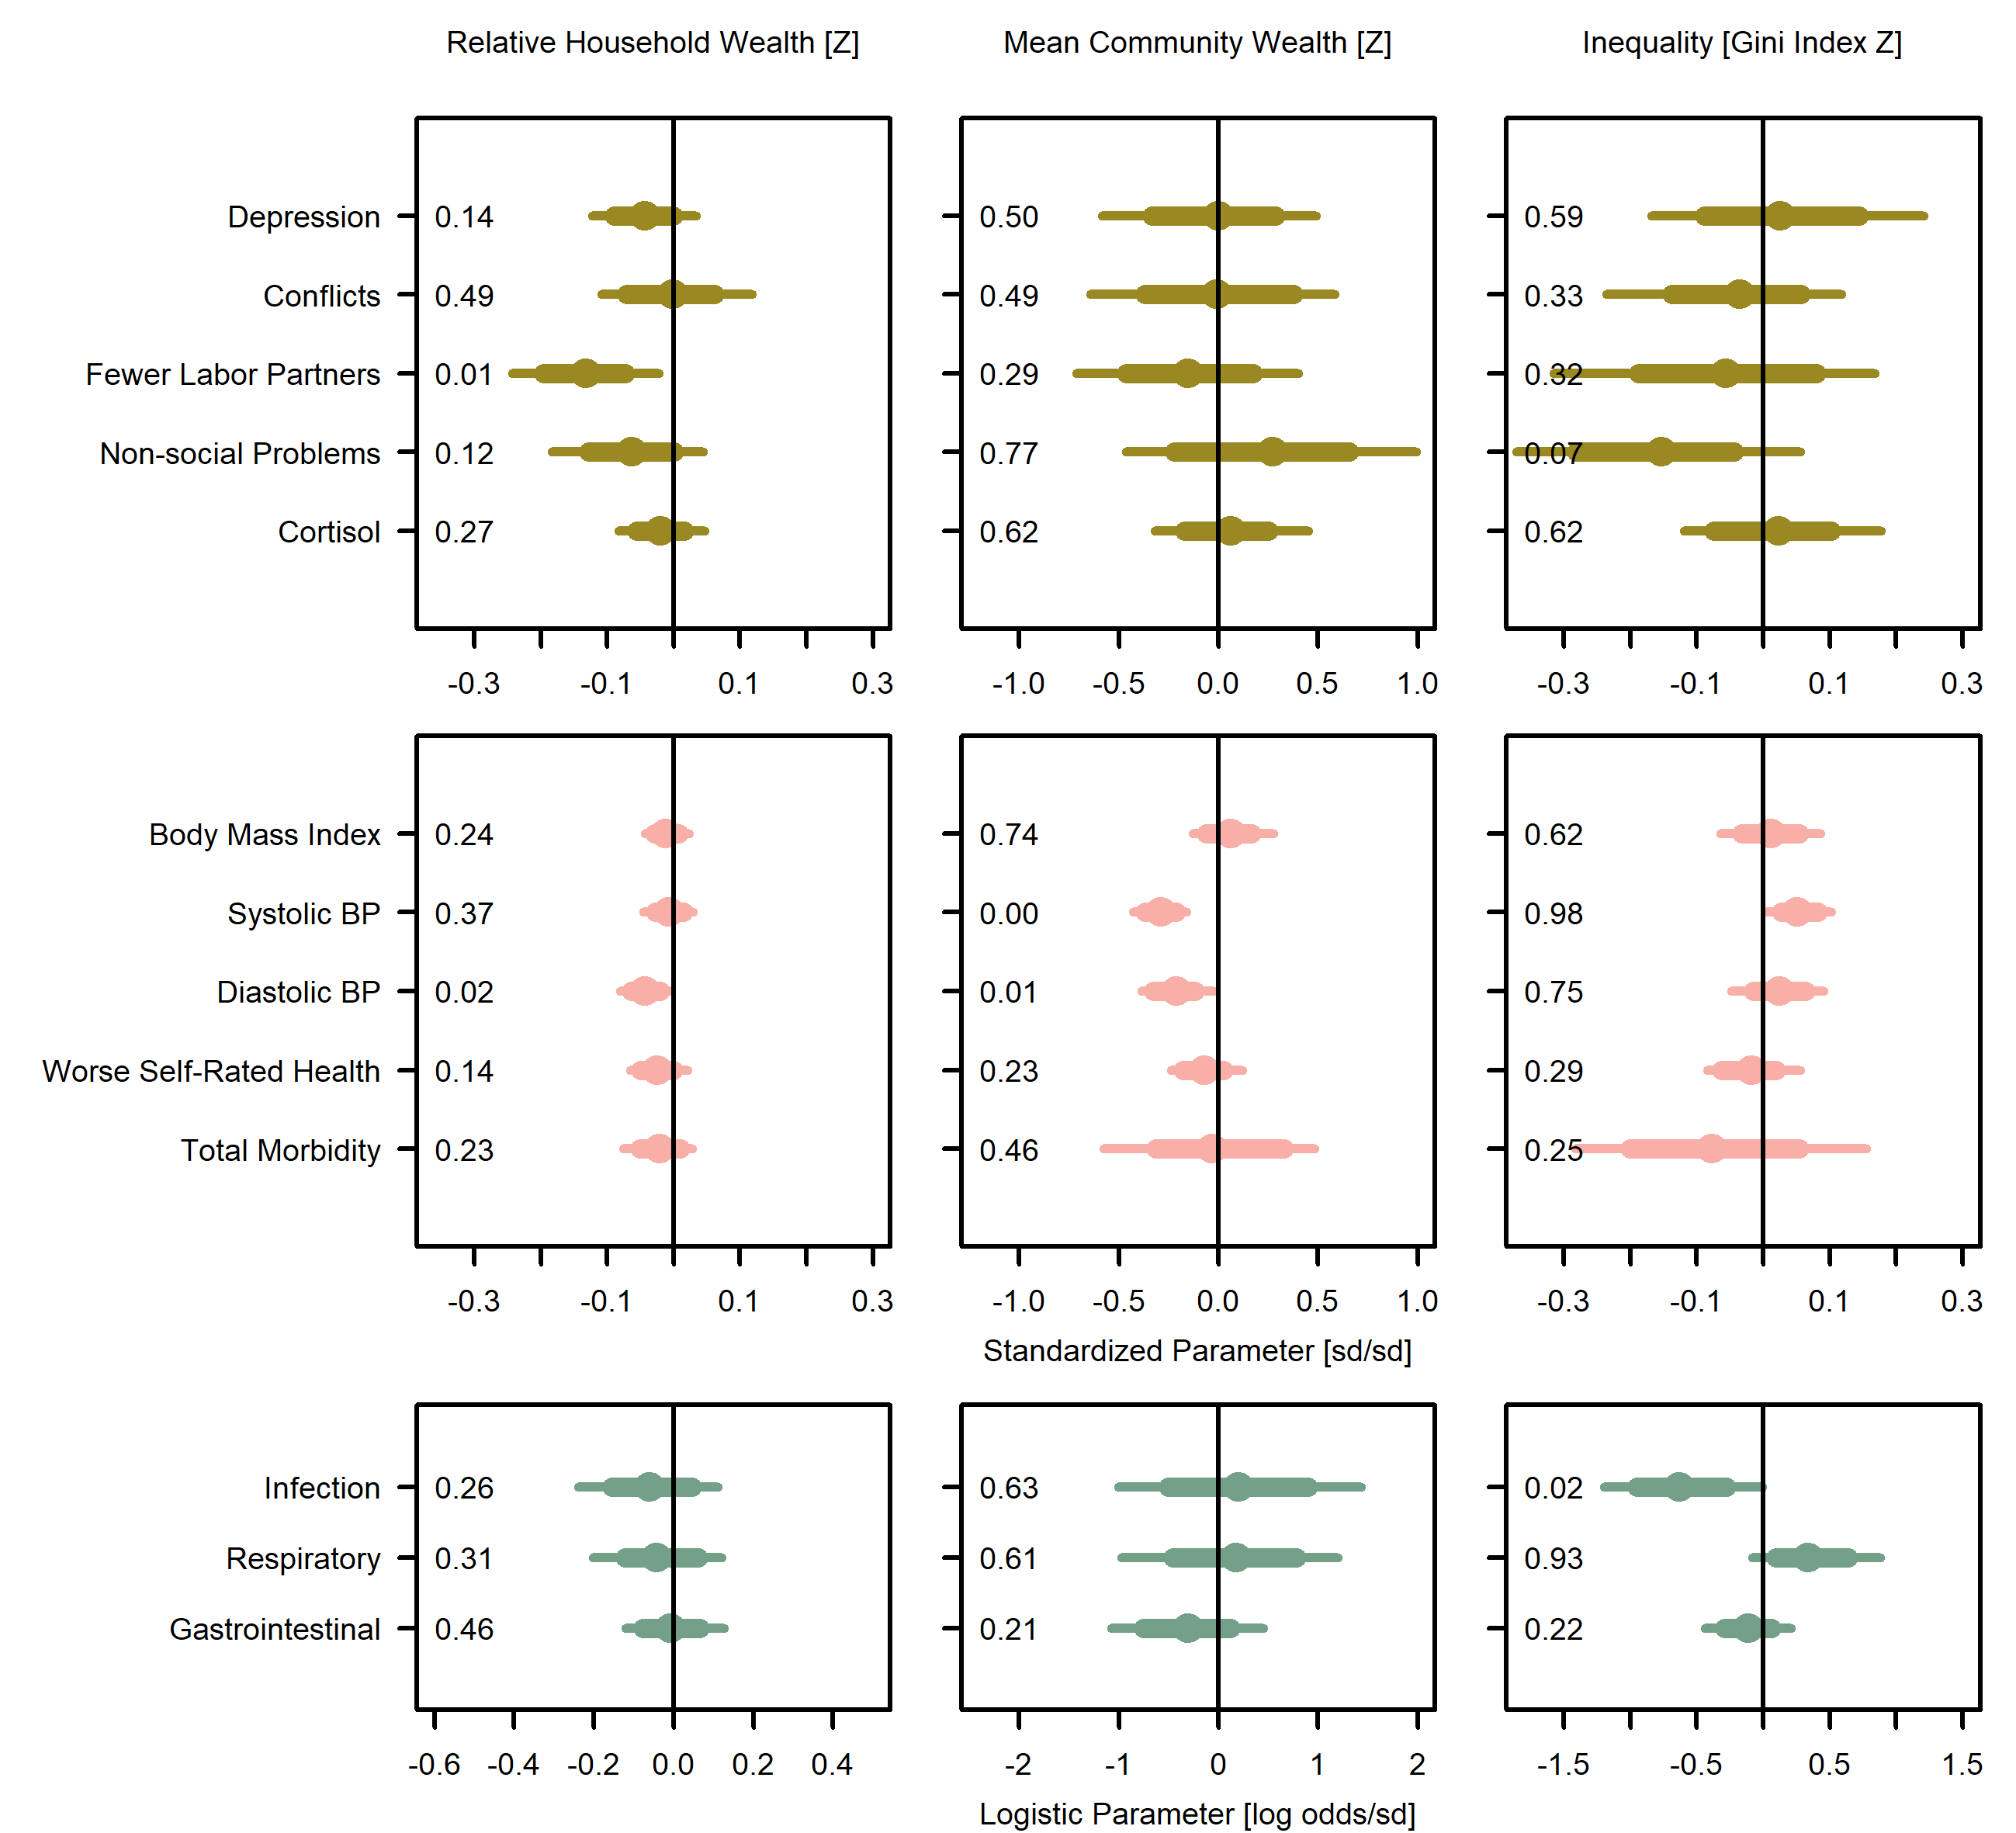 Relative Household Wealth [Z] Mean Community Wealth [Z] Inequality [Gini Index Z]
Depression 0.14 0.50 0.59
Conflicts 0.49 0.49 0.33
Fewer Labor Partners 0.01 0.29 0.32
Non-social Problems 0.12 0.77 0.07
Cortisol 0.27 0.62 0.62
-0.3 -0.1 0.1 0.3 -1.0 -0.5 0.0 0.5 1.0 -0.3 -0.1 0.1 0.3
Body Mass Index 0.24 0.74 0.62
Systolic BP 0.37 0.00 0.98
Diastolic BP 0.02 0.01 0.75
Worse Self-Rated Health 0.14 0.23 0.29
Total Morbidity 0.23 0.46 0.25
-0.3 -0.1 0.1 0.3 -1.0 -0.5 0.0 0.5 1.0 -0.3 -0.1 0.1 0.3
Standardized Parameter [sd/sd]
Infection 0.26 0.63 0.02
Respiratory 0.31 0.61 0.93
Gastrointestinal 0.46 0.21 0.22
-0.6 -0.4 -0.2 0.0 0.2 0.4 -2 -1 0 1 2 -1.5 -0.5 0.5 1.5
Logistic Parameter [log odds/sd]